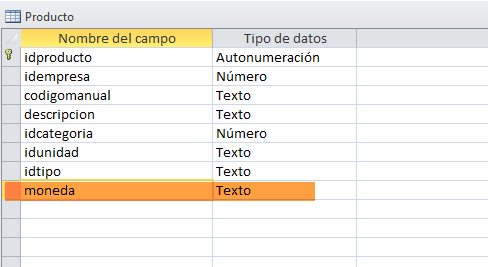 Producto
Nombre del campo Tipo de datos
idproducto Autonumeración
idempresa Número
codigomanual Texto
descripcion Texto
idcategoria Número
idunidad Texto
idtipo Texto
moneda Texto